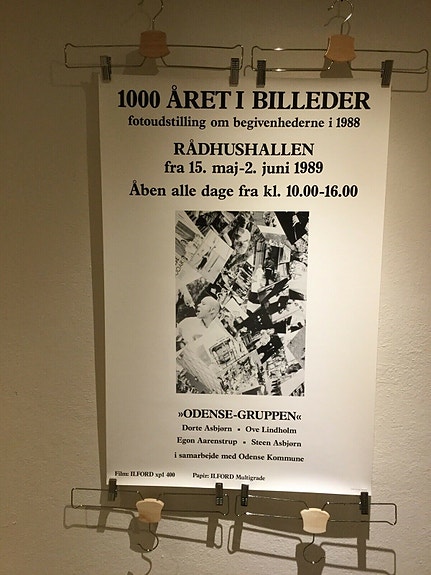 1000 ÅRET I BILLEDER
fotoudstilling om begivenhederne i 1988
RÅDHUSHALLEN
fra 15. maj-2. juni 1989
Åben alle dage fra kl. 10.00-16.00
»ODENSE-GRUPPEN«
Dorte Asbjørn • Ove Lindholm
Egon Aarenstrup • Steen Asbjørn
i samarbejde med Odense Kommune
Film: ILFORD xpl 400 Papir: ILFORD Multigrade